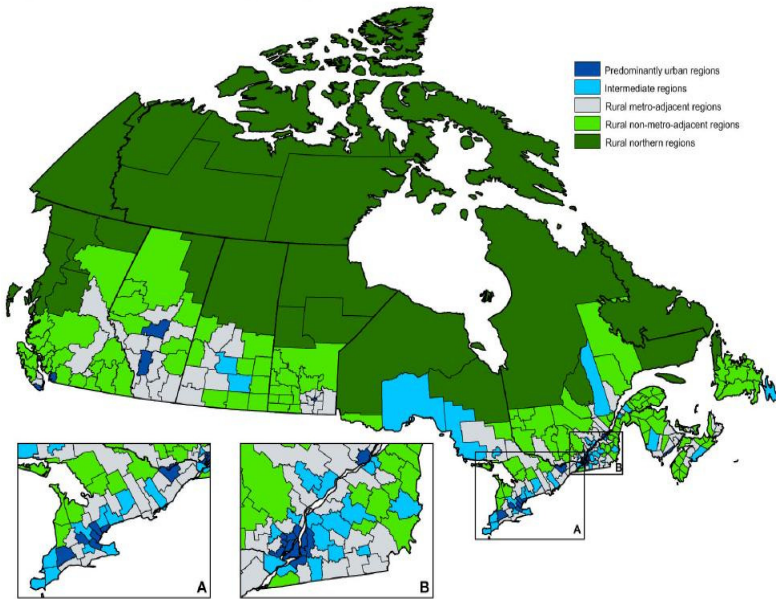 Predominantly urban regions
Intermediate regions
Rural metro-adjacent regions
Rural non-metro-adjacent regions
Rural northern regions
B
A
A
B